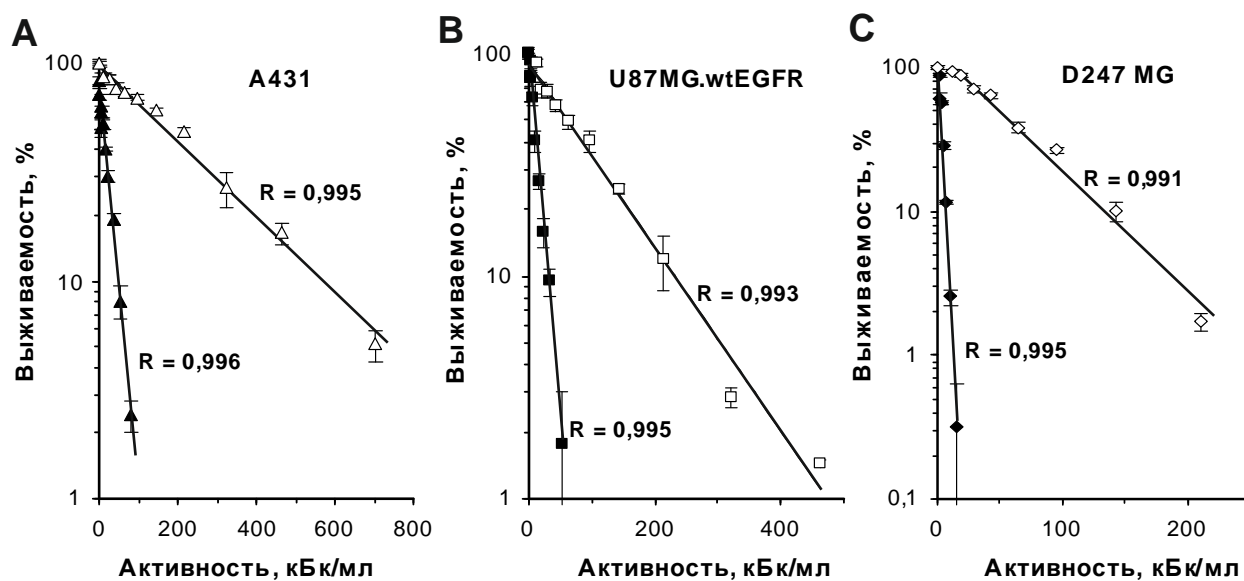 A
A431
Выживаемость, %
100
10
1
R = 0,995
R = 0,996
0 200 400 600 800
Активность, кБк/мл
B
U87MG.wtEGFR
Выживаемость, %
100
10
1
R = 0,993
R = 0,995
0 200 400
Активность, кБк/мл
C
D247 MG
Выживаемость, %
100
10
1
0,1
R = 0,991
R = 0,995
0 100 200
Активность, кБк/мл